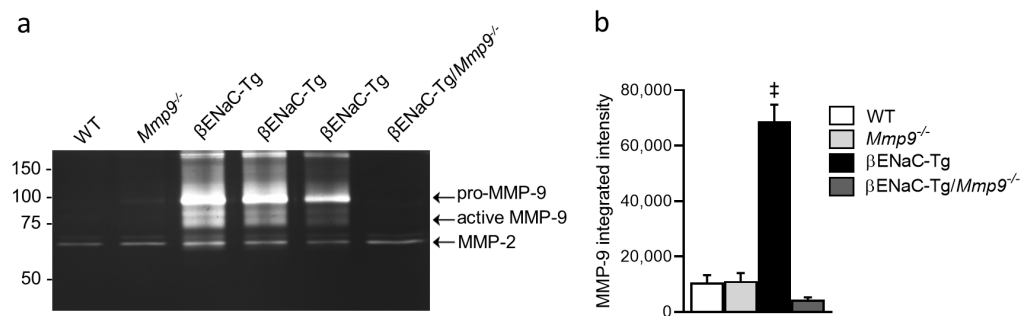 a
WT
Mmp9-/-
βENaC-Tg
βENaC-Tg
βENaC-Tg
βENaC-Tg/Mmp9-/-
150 -
100 -
75 -
50 -
pro-MMP-9
active MMP-9
MMP-2
b
MMP-9 integrated intensity
80,000
60,000
40,000
20,000
0
‡
WT
Mmp9-/-
βENaC-Tg
βENaC-Tg/Mmp9-/-